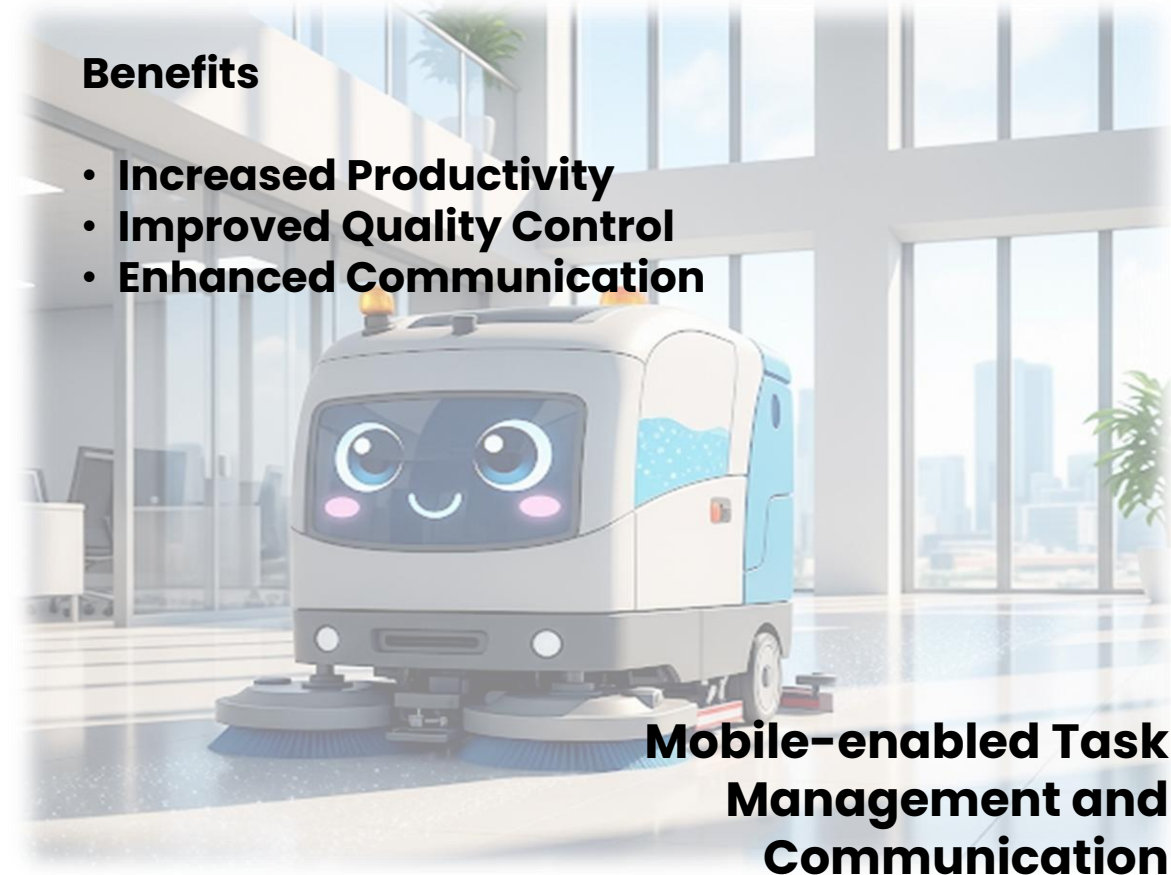 Benefits
• Increased Productivity
• Improved Quality Control
• Enhanced Communication
Mobile-enabled Task
Management and
Communication